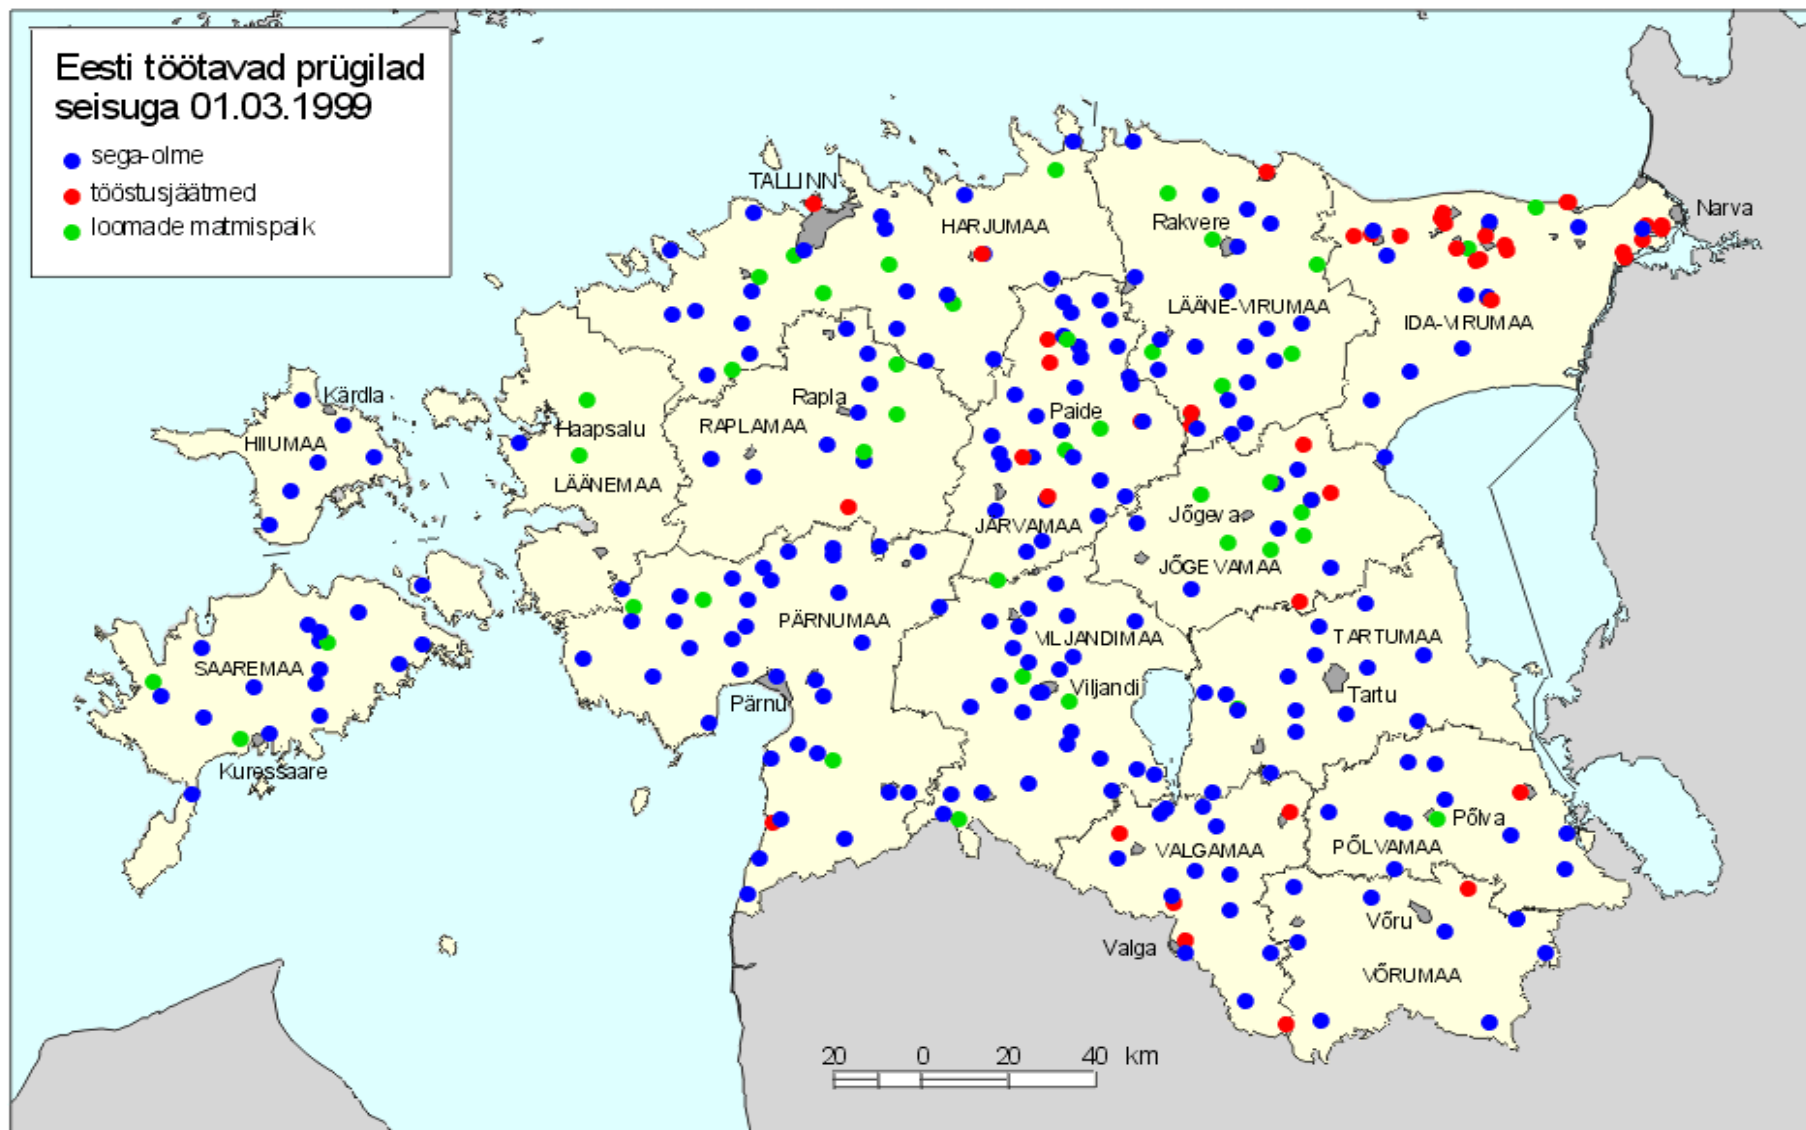 Eesti töötavad prügilad
seisuga 01.03.1999
sega-olme
tööstusjäätmed
loomade matmispaik
TALLINN
HARJUMAA
Rakvere
Narva
LÄÄNE-VIRUMAA
IDA-VIRUMAA
Kärdla
HIIUMAA
Haapsalu
LÄÄNEMAA
Rapla
RAPLAMAA
Paide
JÄRVAMAA
Jõgeva
JÕGEVAMAA
SAAREMAA
Kuressaare
PÄRNUMAA
Pärnu
VILJANDIMAA
Viljandi
TARTUMAA
Tartu
VALGAMAA
Valga
Põlva
PÕLVAMAA
Võru
VÕRUMAA
20 0 20 40 km